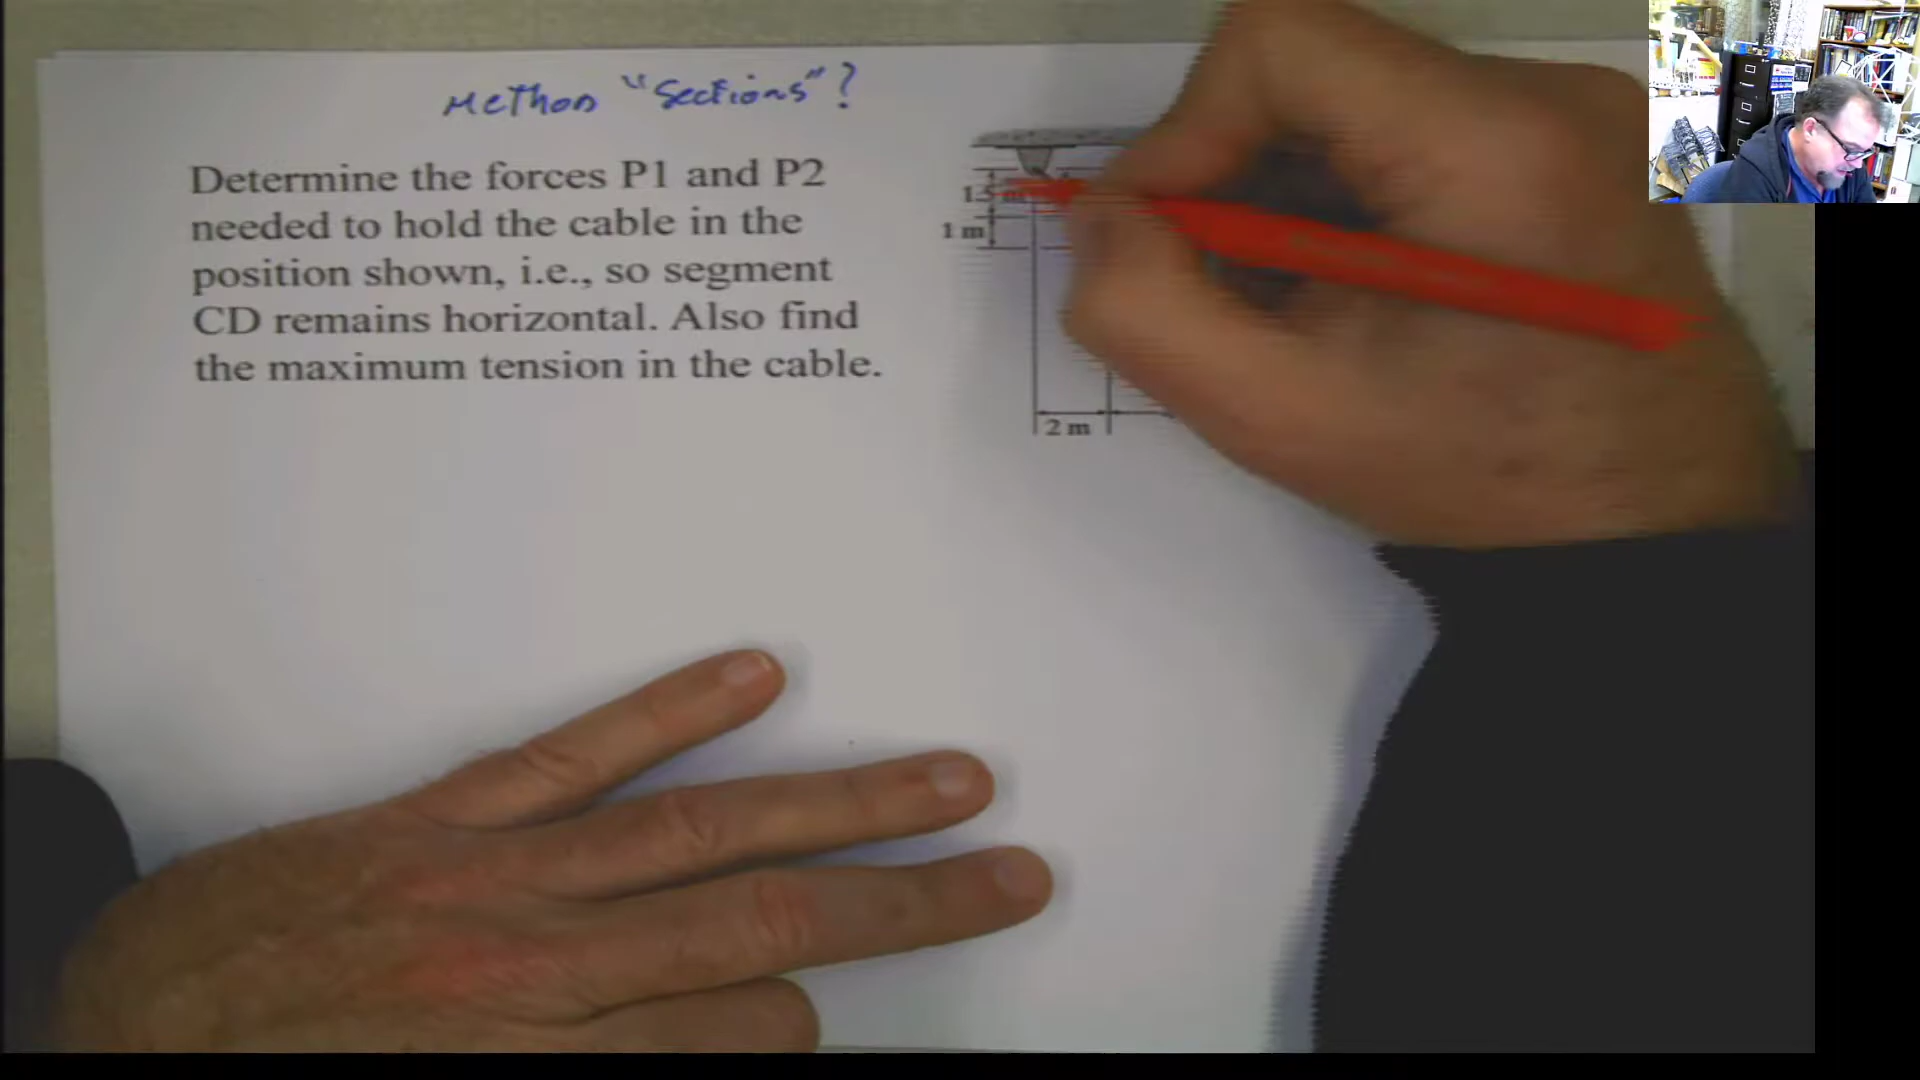 Method "Sections"?
Determine the forces P1 and P2
needed to hold the cable in the
position shown, i.e., so segment
CD remains horizontal. Also find
the maximum tension in the cable.
1 m
2 m